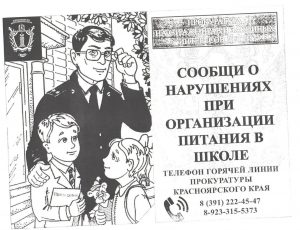 СООБЩИ О
НАРУШЕНИЯХ
ПРИ
ОРГАНИЗАЦИИ
ПИТАНИЯ В
ШКОЛЕ
ТЕЛЕФОН ГОРЯЧЕЙ ЛИНИИ
ПРОКУРАТУРЫ
КРАСНОЯРСКОГО КРАЯ
8 (391) 222-45-47
8-923-315-5373